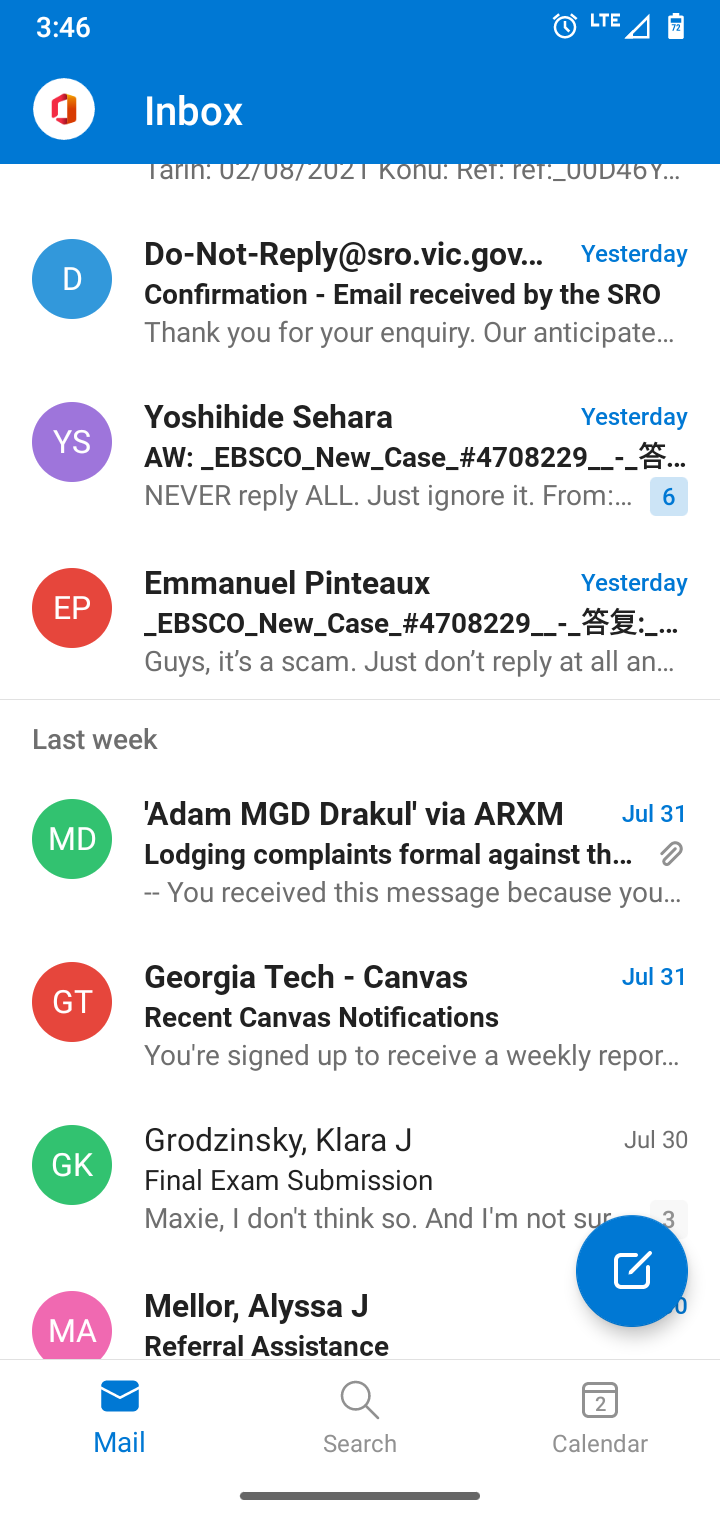 3:46
LTE
72
Inbox
Tarih: 02/08/2021 Konu: Ref: ref:_00D46Y...
D
Do-Not-Reply@sro.vic.gov...
Yesterday
Confirmation - Email received by the SRO
Thank you for your enquiry. Our anticipate...
YS
Yoshihide Sehara
Yesterday
AW: _EBSCO_New_Case_#4708229__-_答...
NEVER reply ALL. Just ignore it. From:...
6
EP
Emmanuel Pinteaux
Yesterday
_EBSCO_New_Case_#4708229__-_答复:_...
Guys, it’s a scam. Just don’t reply at all an...
Last week
MD
'Adam MGD Drakul' via ARXM
Jul 31
Lodging complaints formal against th...
-- You received this message because you...
GT
Georgia Tech - Canvas
Jul 31
Recent Canvas Notifications
You're signed up to receive a weekly repor...
GK
Grodzinsky, Klara J
Jul 30
Final Exam Submission
Maxie, I don't think so. And I'm not sur
3
MA
Mellor, Alyssa J
Referral Assistance
Mail
Search
2
Calendar